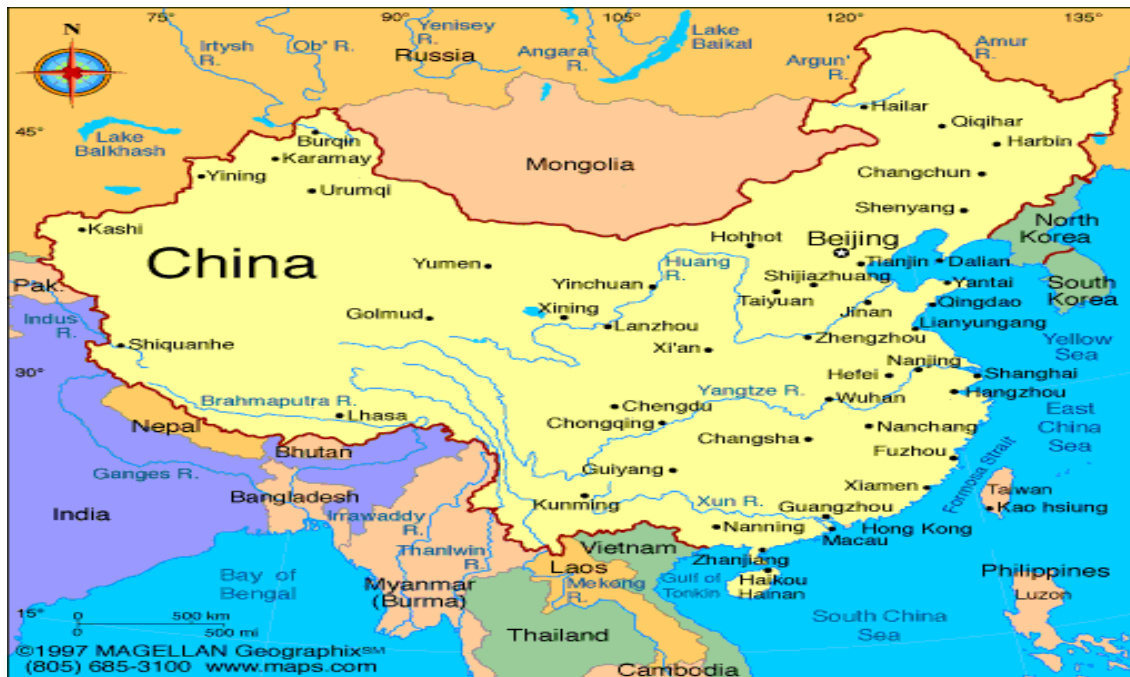 75°
90°
105°
120°
135°
N
Irtysh
R.
Ob' R.
Yenisey
R.
Russia
Angara
R.
Lake
Baikal
Argun'
R.
Amur
R.
45°
Lake
Balkhash
Burqin
Karamay
Yining
Urumqi
Mongolia
Hailar
Qiqihar
Harbin
Changchun
Shenyang
Kashi
China
Yumen
Hohhot
Beijing
North
Korea
Huang
R.
Tianjin
Dalian
Pak.
Yinchuan
Shijiazhuang
Taiyuan
Yantai
South
Korea
Indus
R.
Golmud
Xining
Lanzhou
Jinan
Qingdao
Lianyungang
Zhengzhou
Yellow
Sea
Shiquanhe
Xi'an
Nanjing
30°
Hefei
Shanghai
Yangtze R.
Wuhan
Hangzhou
Brahmaputra R.
Lhasa
Chengdu
East
China
Sea
Nepal
Chongqing
Nanchang
Changsha
Bhutan
Fuzhou
Ganges R.
Guiyang
Formosa Strait
Bangladesh
Kunming
Xun R.
Xiamen
Taiwan
India
Irrawaddy
R.
Guangzhou
Kao hsiung
Nanning
Hong Kong
Macau
Thanlwin
R.
Vietnam
Zhanjiang
Laos
Bay of
Bengal
Myanmar
(Burma)
Mekong
R.
Gulf of
Tonkin
Haikou
Hainan
Philippines
Luzon
15°
0 500 km
0 500 mi
South China
Sea
Thailand
©1997 MAGELLAN Geographix℠
(805) 685-3100 www.maps.com
Cambodia